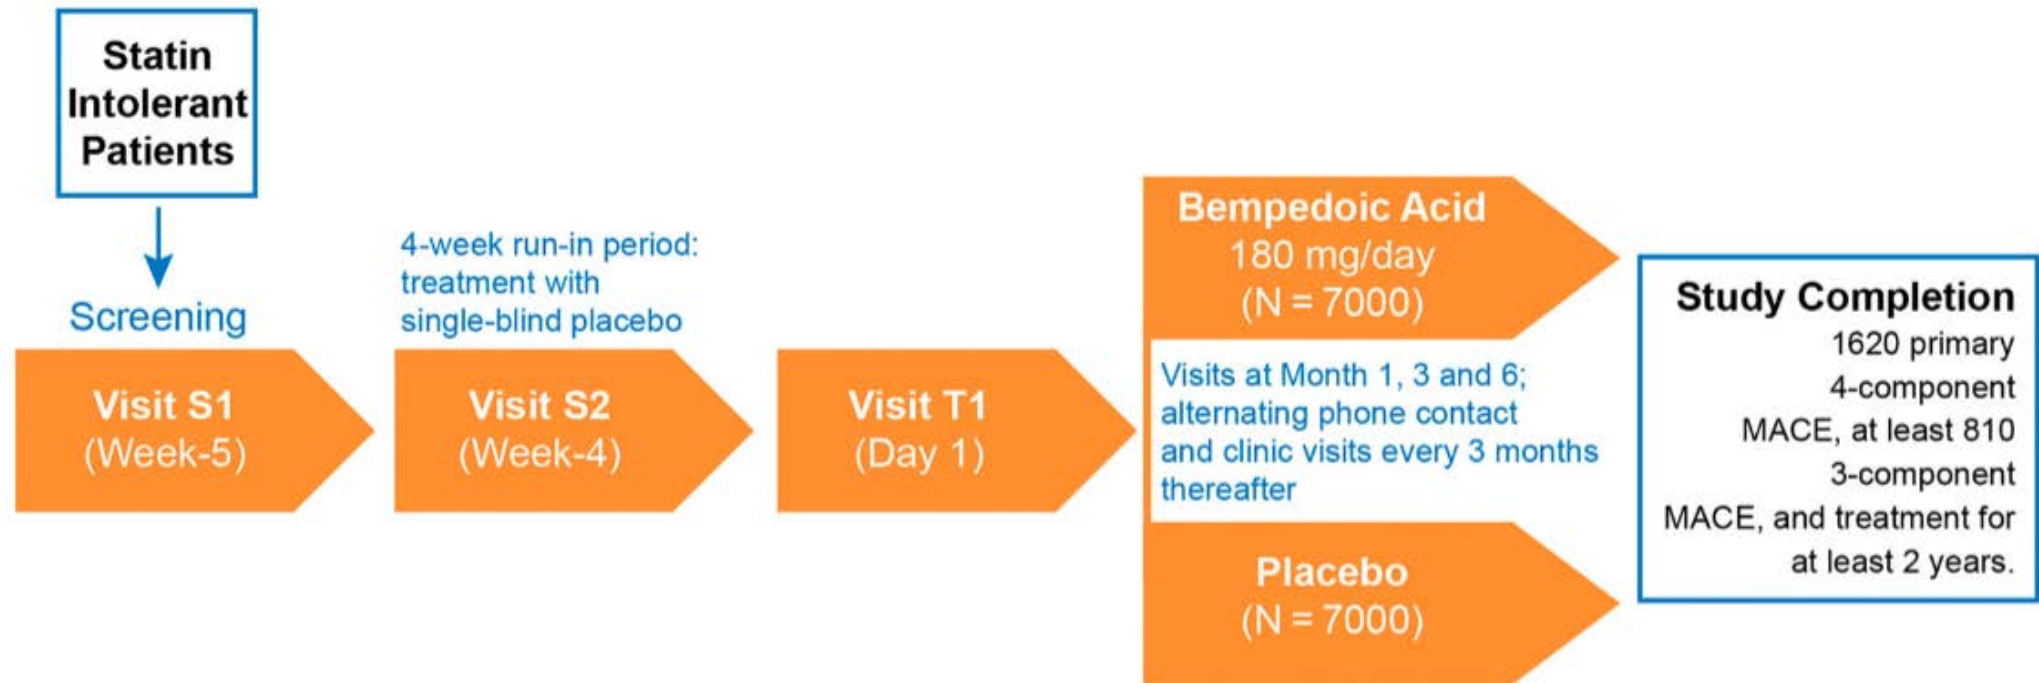 Statin
Intolerant
Patients
Screening
Visit S1
(Week-5)
4-week run-in period:
treatment with
single-blind placebo
Visit S2
(Week-4)
Visit T1
(Day 1)
Bempedoic Acid
180 mg/day
(N = 7000)
Visits at Month 1, 3 and 6;
alternating phone contact
and clinic visits every 3 months
thereafter
Placebo
(N = 7000)
Study Completion
1620 primary
4-component
MACE, at least 810
3-component
MACE, and treatment for
at least 2 years.